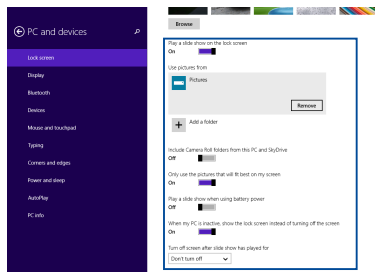 PC and devices
Lock screen
Display
Bluetooth
Devices
Mouse and touchpad
Typing
Corners and edges
Power and sleep
AutoPlay
PC info
Browse
Play a slide show on the lock screen
On
Use pictures from
Pictures
Remove
Add a folder
Include Camera Roll folders from this PC and SkyDrive
Off
Only use the pictures that will fit best on my screen
On
Play a slide show when using battery power
Off
When my PC is inactive, show the lock screen instead of turning off the screen
On
Turn off screen after slide show has played for
Don't turn off